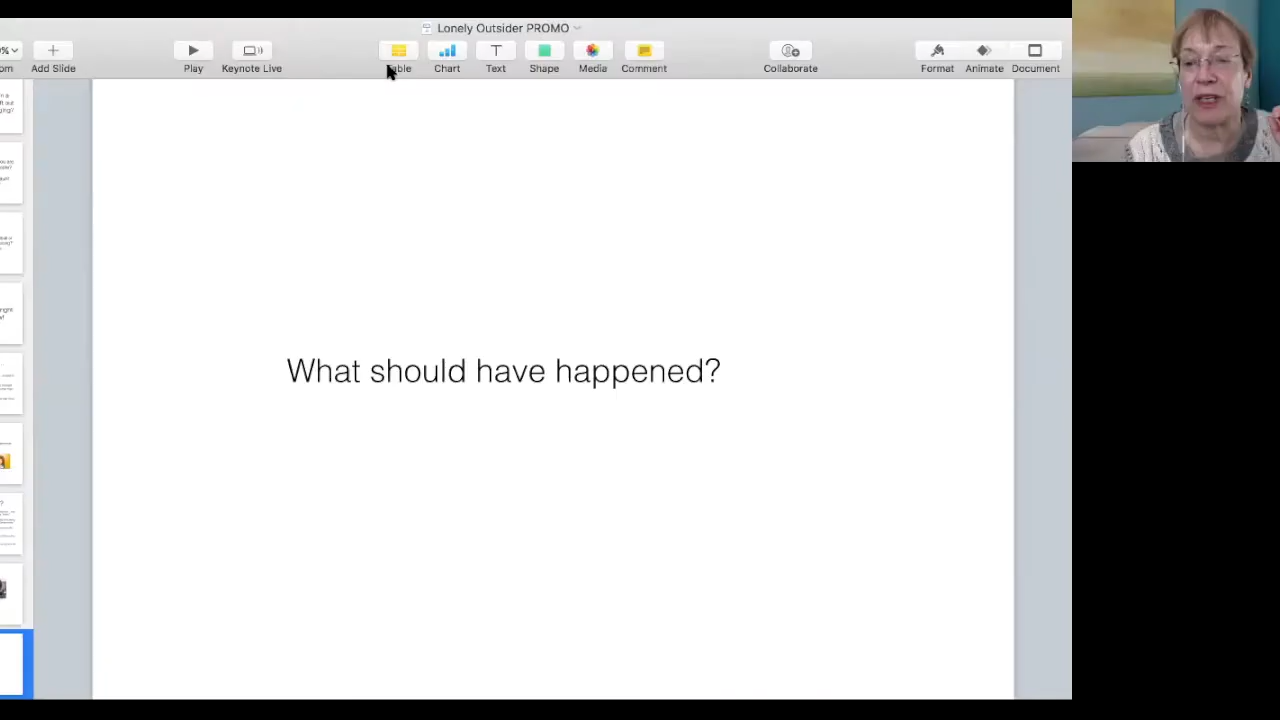 Lonely Outsider PROMO
Add Slide
Play
Keynote Live
Chart
Text
Shape
Media
Comment
Collaborate
Format
Animate
Document
What should have happened?